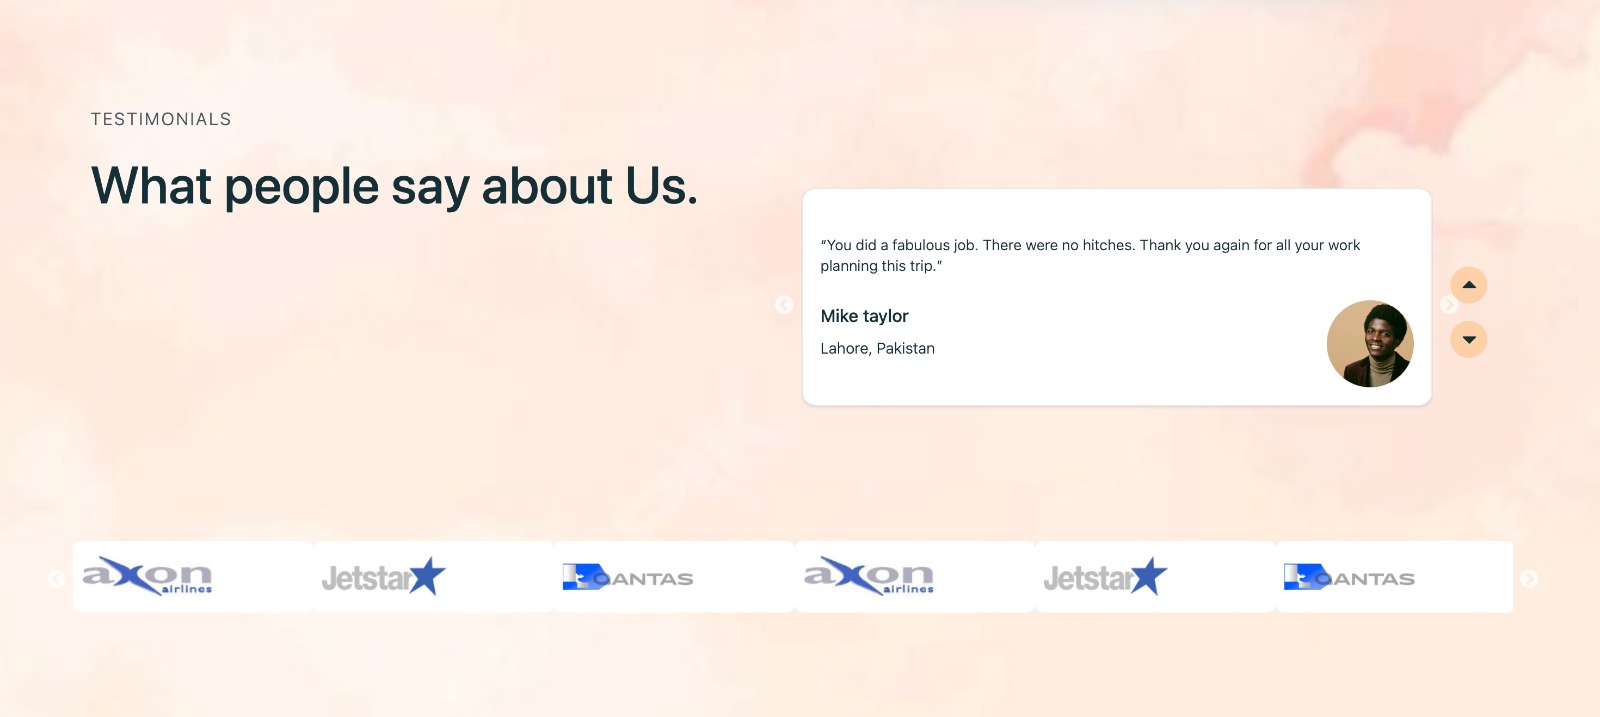 TESTIMONIALS
What people say about Us.
“You did a fabulous job. There were no hitches. Thank you again for all your work
planning this trip.”
Mike taylor
Lahore, Pakistan
axon airlines
Jetstar
QANTAS
axon airlines
Jetstar
QANTAS